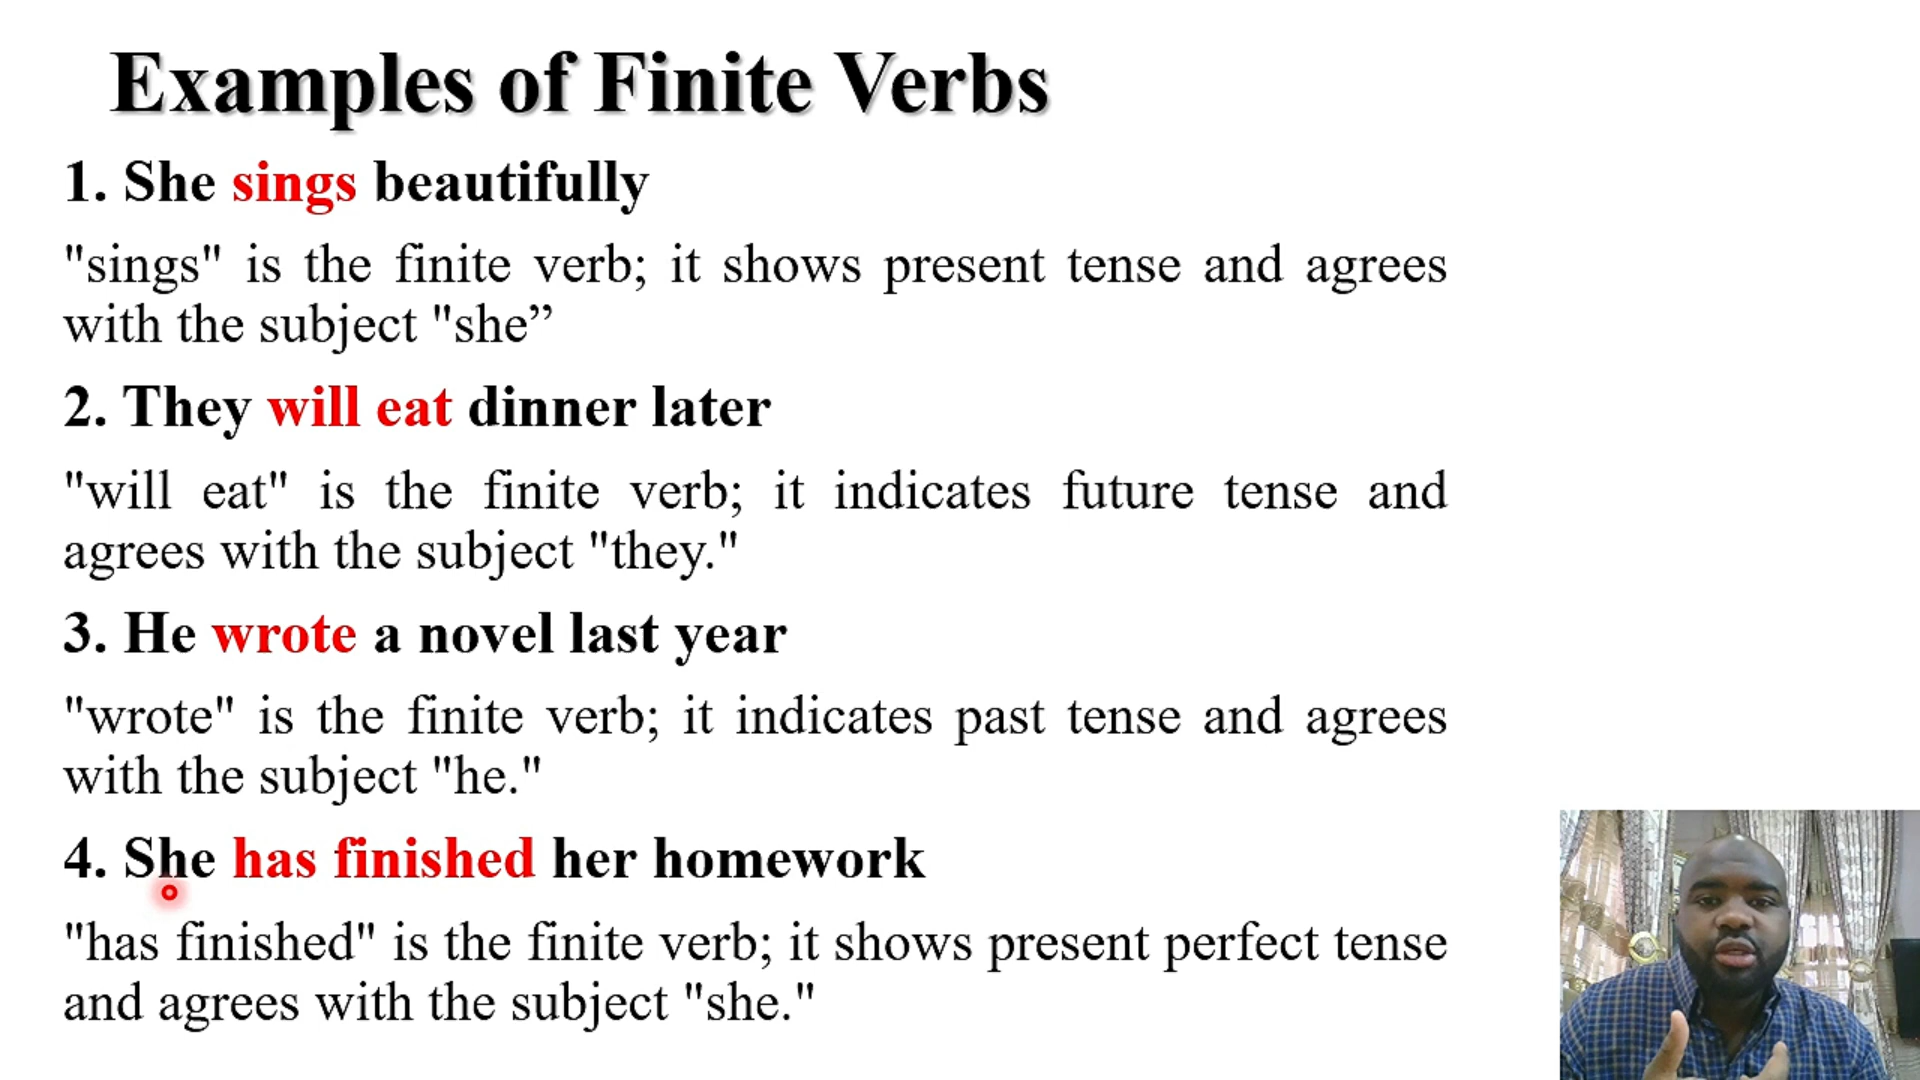 Examples of Finite Verbs
1. She sings beautifully
"sings" is the finite verb; it shows present tense and agrees
with the subject "she”
2. They will eat dinner later
"will eat" is the finite verb; it indicates future tense and
agrees with the subject "they."
3. He wrote a novel last year
"wrote" is the finite verb; it indicates past tense and agrees
with the subject "he."
4. She has finished her homework
"has finished" is the finite verb; it shows present perfect tense
and agrees with the subject "she."